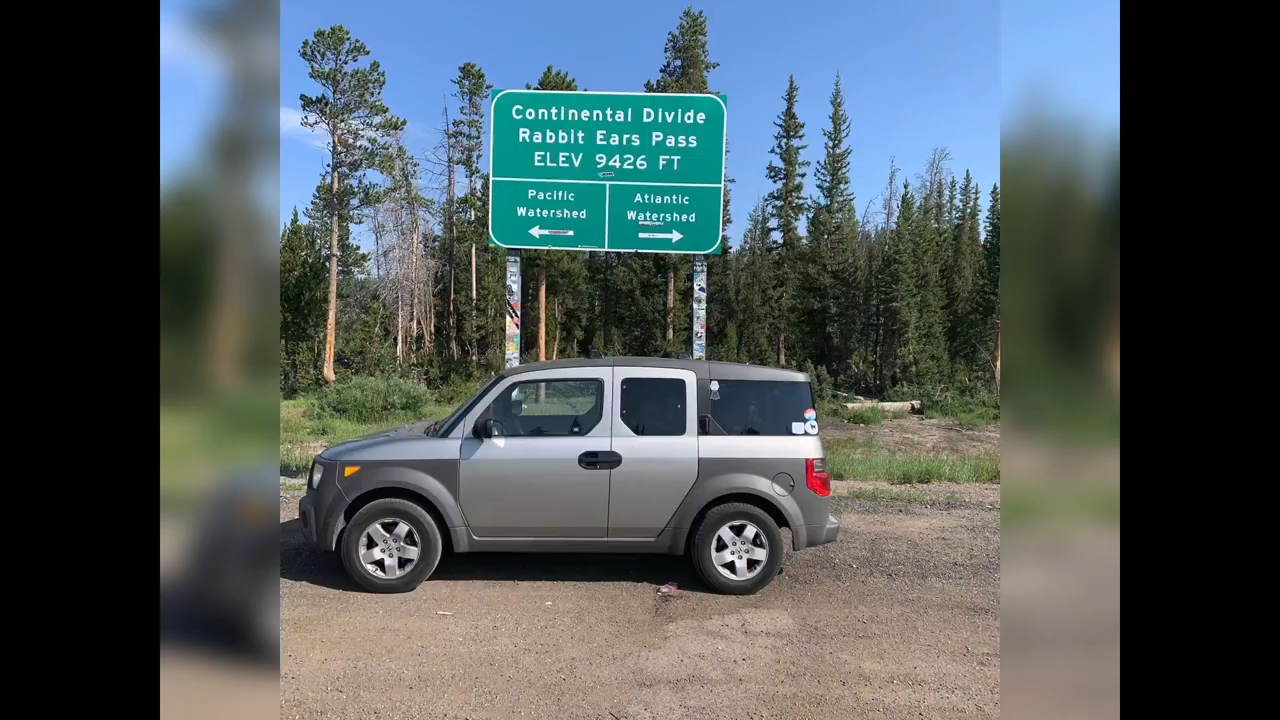 Continental Divide
Rabbit Ears Pass
ELEV 9426 FT
Pacific
Watershed
Atlantic
Watershed